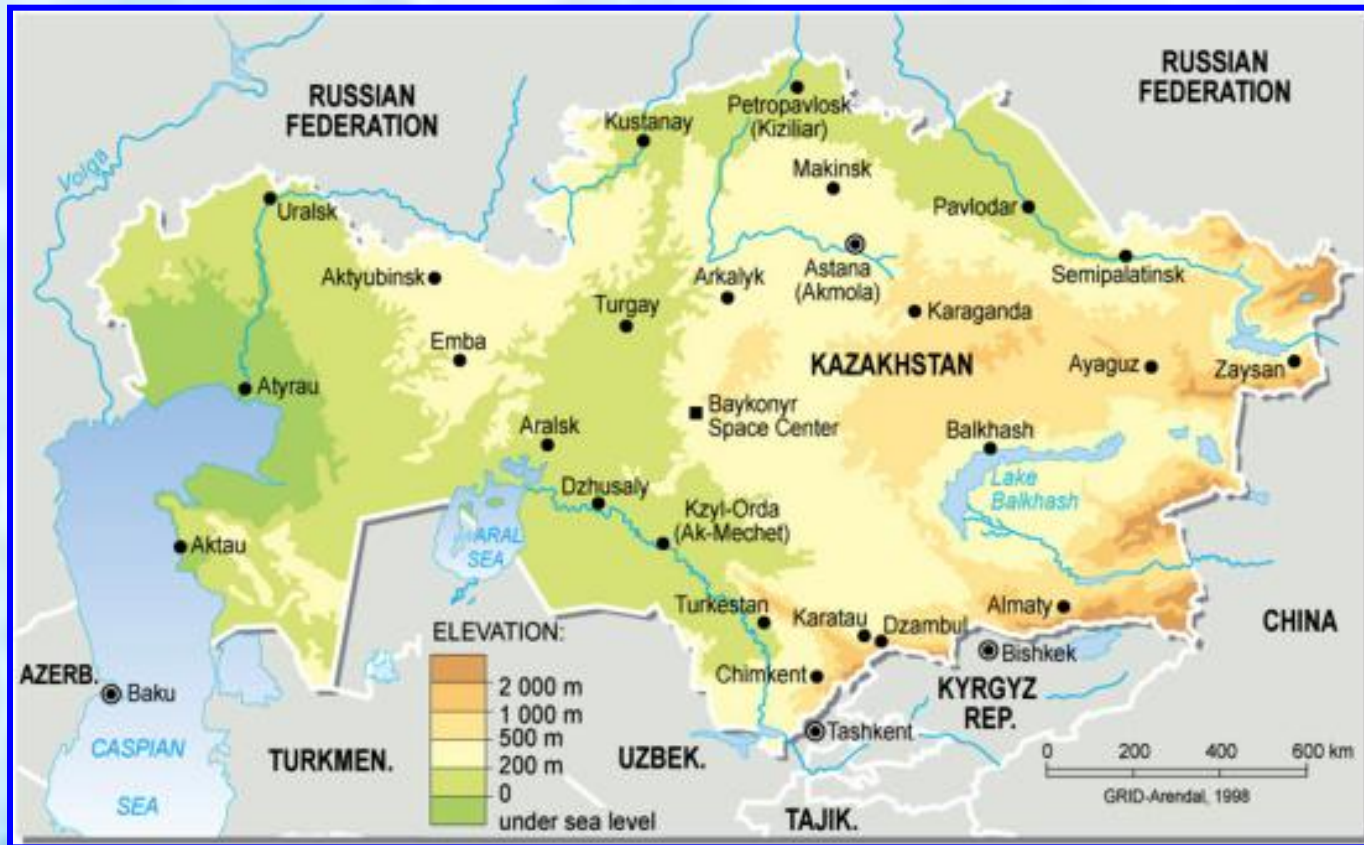 RUSSIAN
FEDERATION
RUSSIAN
FEDERATION
Volga
Petropavlosk
(Kiziliar)
Kustanay
Makinsk
Uralsk
Pavlodar
Aktyubinsk
Arkalyk
Astana
(Akmola)
Semipalatinsk
Turgay
Karaganda
Emba
KAZAKHSTAN
Ayaguz
Zaysan
Atyrau
Baykonyr
Space Center
Aralsk
Balkhash
Lake
Balkhash
Dzhusaly
Kzyl-Orda
(Ak-Mechet)
ARAL
SEA
Aktau
Turkestan
Karatau
Dzambul
Almaty
CHINA
ELEVATION:
2 000 m
1 000 m
500 m
200 m
0
under sea level
Bishkek
Chimkent
KYRGYZ
REP.
AZERB.
Baku
Tashkent
CASPIAN
SEA
TURKMEN.
UZBEK.
TAJIK.
0 200 400 600 km
GRID-Arendal, 1998